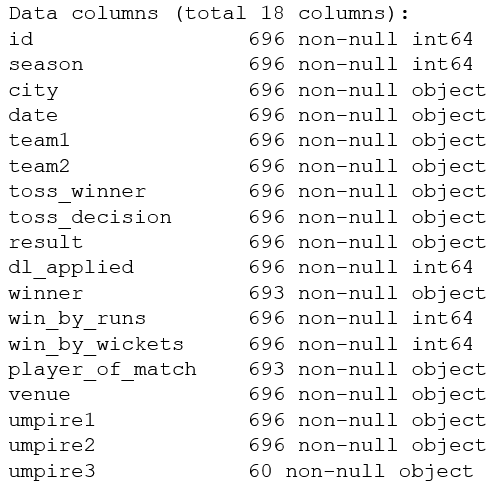 Data columns (total 18 columns):
id                 696 non-null int64
season             696 non-null int64
city               696 non-null object
date               696 non-null object
team1              696 non-null object
team2              696 non-null object
toss_winner        696 non-null object
toss_decision      696 non-null object
result             696 non-null object
dl_applied         696 non-null int64
winner             693 non-null object
win_by_runs        696 non-null int64
win_by_wickets     696 non-null int64
player_of_match    693 non-null object
venue              696 non-null object
umpire1            696 non-null object
umpire2            696 non-null object
umpire3            60 non-null object